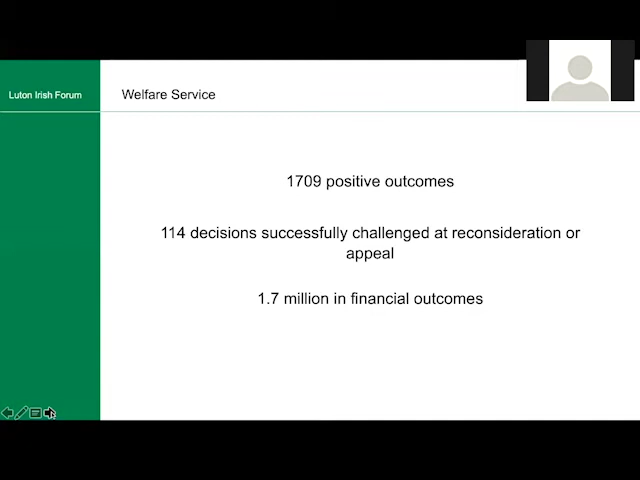 Luton Irish Forum
Welfare Service
1709 positive outcomes
114 decisions successfully challenged at reconsideration or
appeal
1.7 million in financial outcomes